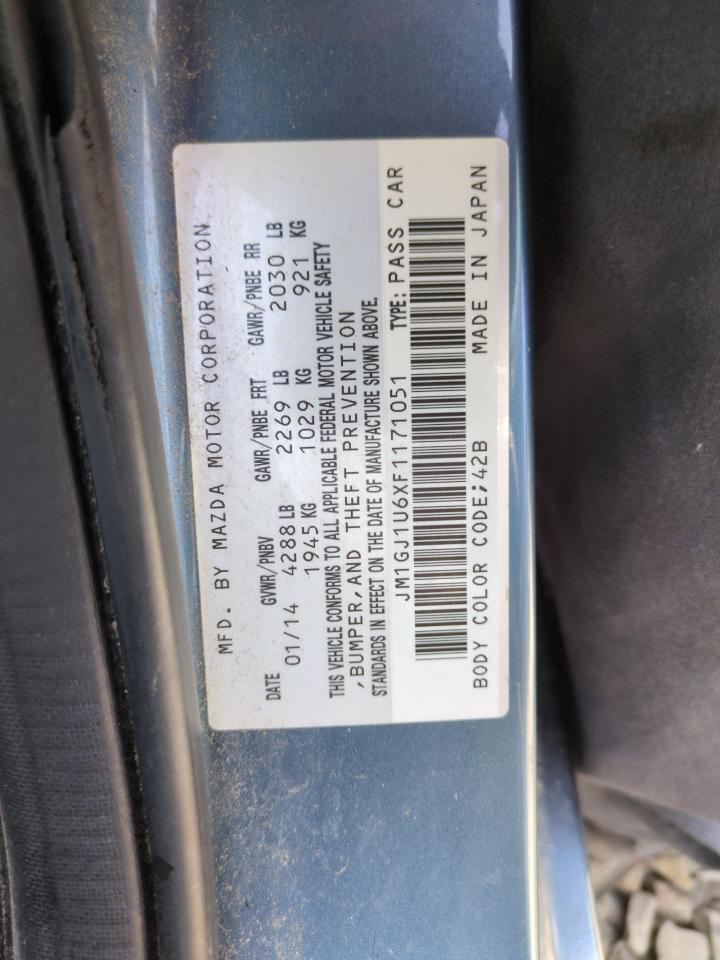 MFD. BY MAZDA MOTOR CORPORATION
DATE GVWR/PNBV GAWR/PNBE FRT GAWR/PNBE RR
01/14 4288 LB 2269 LB 2030 LB
1945 KG 1029 KG 921 KG
THIS VEHICLE CONFORMS TO ALL APPLICABLE FEDERAL MOTOR VEHICLE SAFETY
,BUMPER,AND THEFT PREVENTION
STANDARDS IN EFFECT ON THE DATE OF MANUFACTURE SHOWN ABOVE.
JM1GJ1U6XF1171051 TYPE: PASS CAR
BODY COLOR CODE;42B MADE IN JAPAN